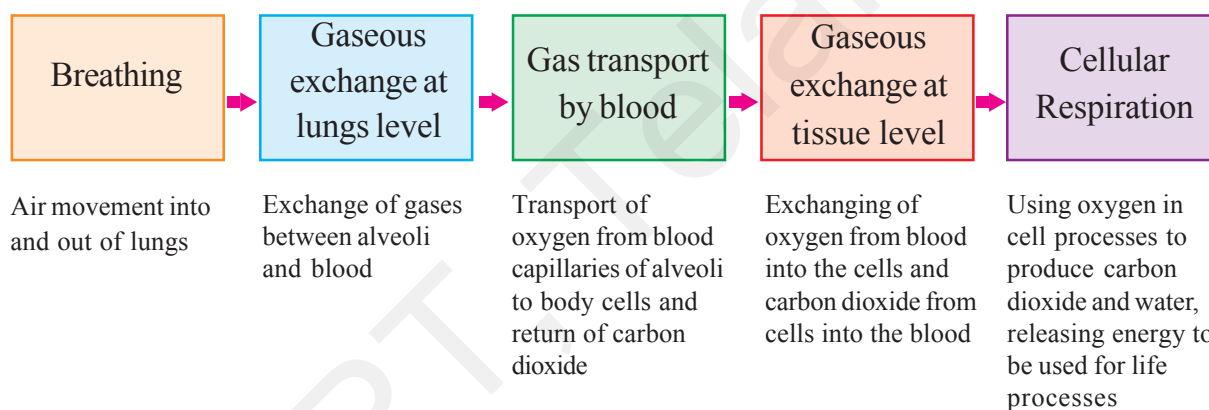 Breathing
Gaseous
exchange at
lungs level
Gas transport
by blood
Gaseous
exchange at
tissue level
Cellular
Respiration
Air movement into
and out of lungs
Exchange of gases
between alveoli
and blood
Transport of
oxygen from blood
capillaries of alveoli
to body cells and
return of carbon
dioxide
Exchanging of
oxygen from blood
into the cells and
carbon dioxide from
cells into the blood
Using oxygen in
cell processes to
produce carbon
dioxide and water,
releasing energy to
be used for life
processes